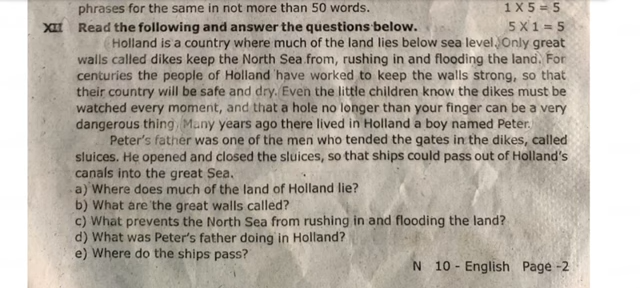 phrases for the same in not more than 50 words. 1 X 5 = 5
XII Read the following and answer the questions below. 5 X 1 = 5
Holland is a country where much of the land lies below sea level. Only great
walls called dikes keep the North Sea from, rushing in and flooding the land. For
centuries the people of Holland have worked to keep the walls strong, so that
their country will be safe and dry. Even the little children know the dikes must be
watched every moment, and that a hole no longer than your finger can be a very
dangerous thing. Many years ago there lived in Holland a boy named Peter.
Peter's father was one of the men who tended the gates in the dikes, called
sluices. He opened and closed the sluices, so that ships could pass out of Holland's
canals into the great Sea.
a) Where does much of the land of Holland lie?
b) What are the great walls called?
c) What prevents the North Sea from rushing in and flooding the land?
d) What was Peter's father doing in Holland?
e) Where do the ships pass?
N 10 - English Page -2